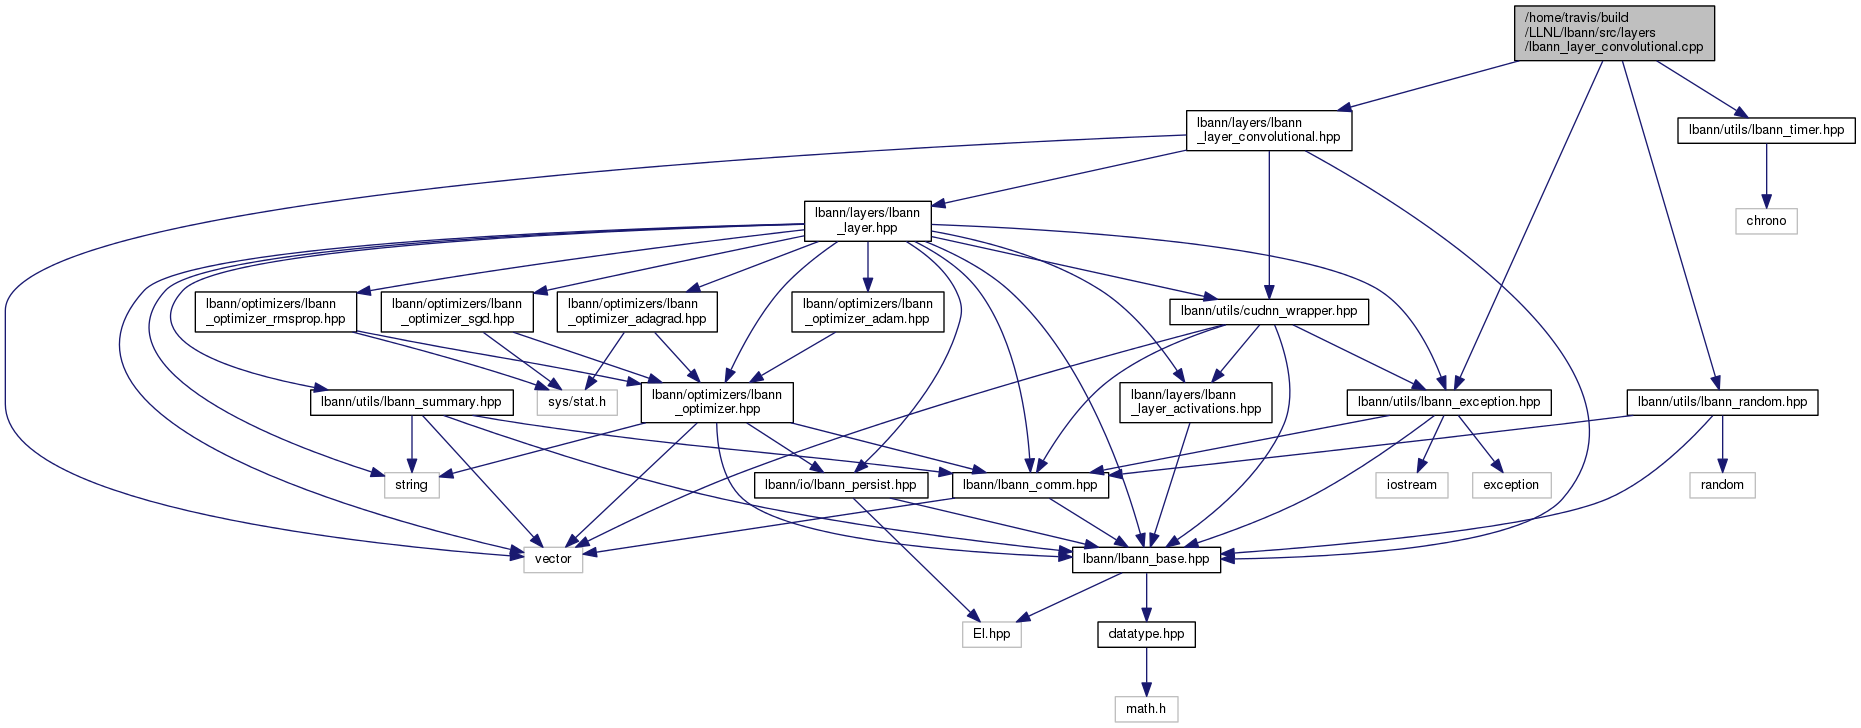 /home/travis/build
/LLNL/lbann/src/layers
/lbann_layer_convolutional.cpp
lbann/layers/lbann
_layer_convolutional.hpp
lbann/utils/lbann_timer.hpp
lbann/layers/lbann
_layer.hpp
chrono
lbann/optimizers/lbann
_optimizer_rmsprop.hpp
lbann/optimizers/lbann
_optimizer_sgd.hpp
lbann/optimizers/lbann
_optimizer_adagrad.hpp
lbann/optimizers/lbann
_optimizer_adam.hpp
lbann/utils/cudnn_wrapper.hpp
lbann/utils/lbann_summary.hpp
sys/stat.h
lbann/optimizers/lbann
_optimizer.hpp
lbann/layers/lbann
_layer_activations.hpp
lbann/utils/lbann_exception.hpp
lbann/utils/lbann_random.hpp
string
lbann/io/lbann_persist.hpp
lbann/lbann_comm.hpp
iostream
exception
random
vector
lbann/lbann_base.hpp
El.hpp
datatype.hpp
math.h